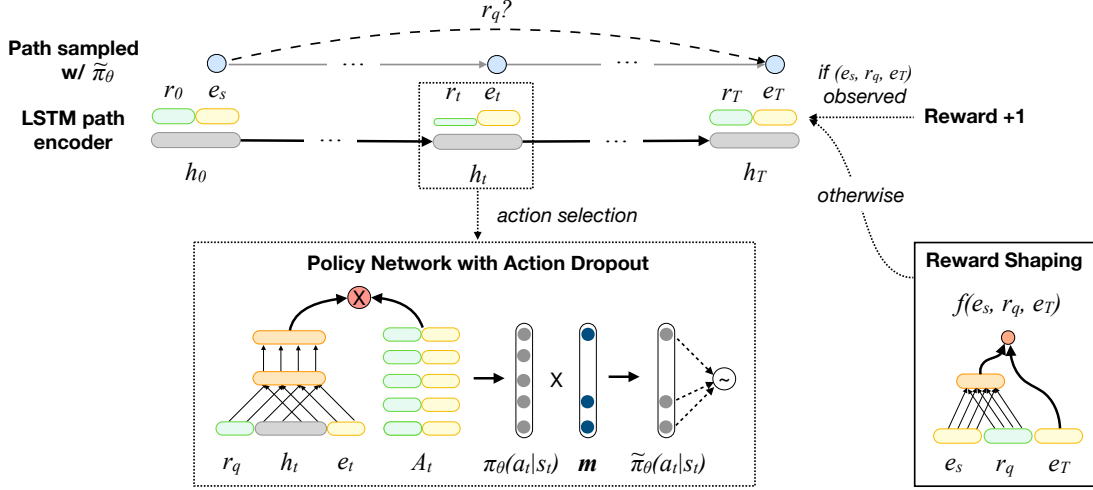 r_q?
Path sampled
w/ π̃_θ
...
...
r_0 e_s
r_t e_t
r_T e_T
if (e_s, r_q, e_T)
observed
Reward +1
LSTM path
encoder
...
...
h_0
h_t
h_T
otherwise
action selection
Policy Network with Action Dropout
X
X
~
r_q h_t e_t A_t π_θ(a_t|s_t) m π̃_θ(a_t|s_t)
Reward Shaping
f(e_s, r_q, e_T)
e_s r_q e_T